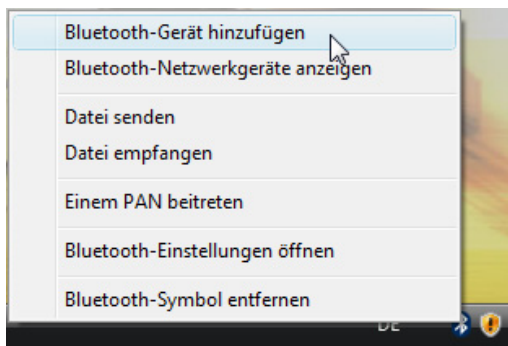 Bluetooth-Gerät hinzufügen
Bluetooth-Netzwerkgeräte anzeigen
Datei senden
Datei empfangen
Einem PAN beitreten
Bluetooth-Einstellungen öffnen
Bluetooth-Symbol entfernen
DE